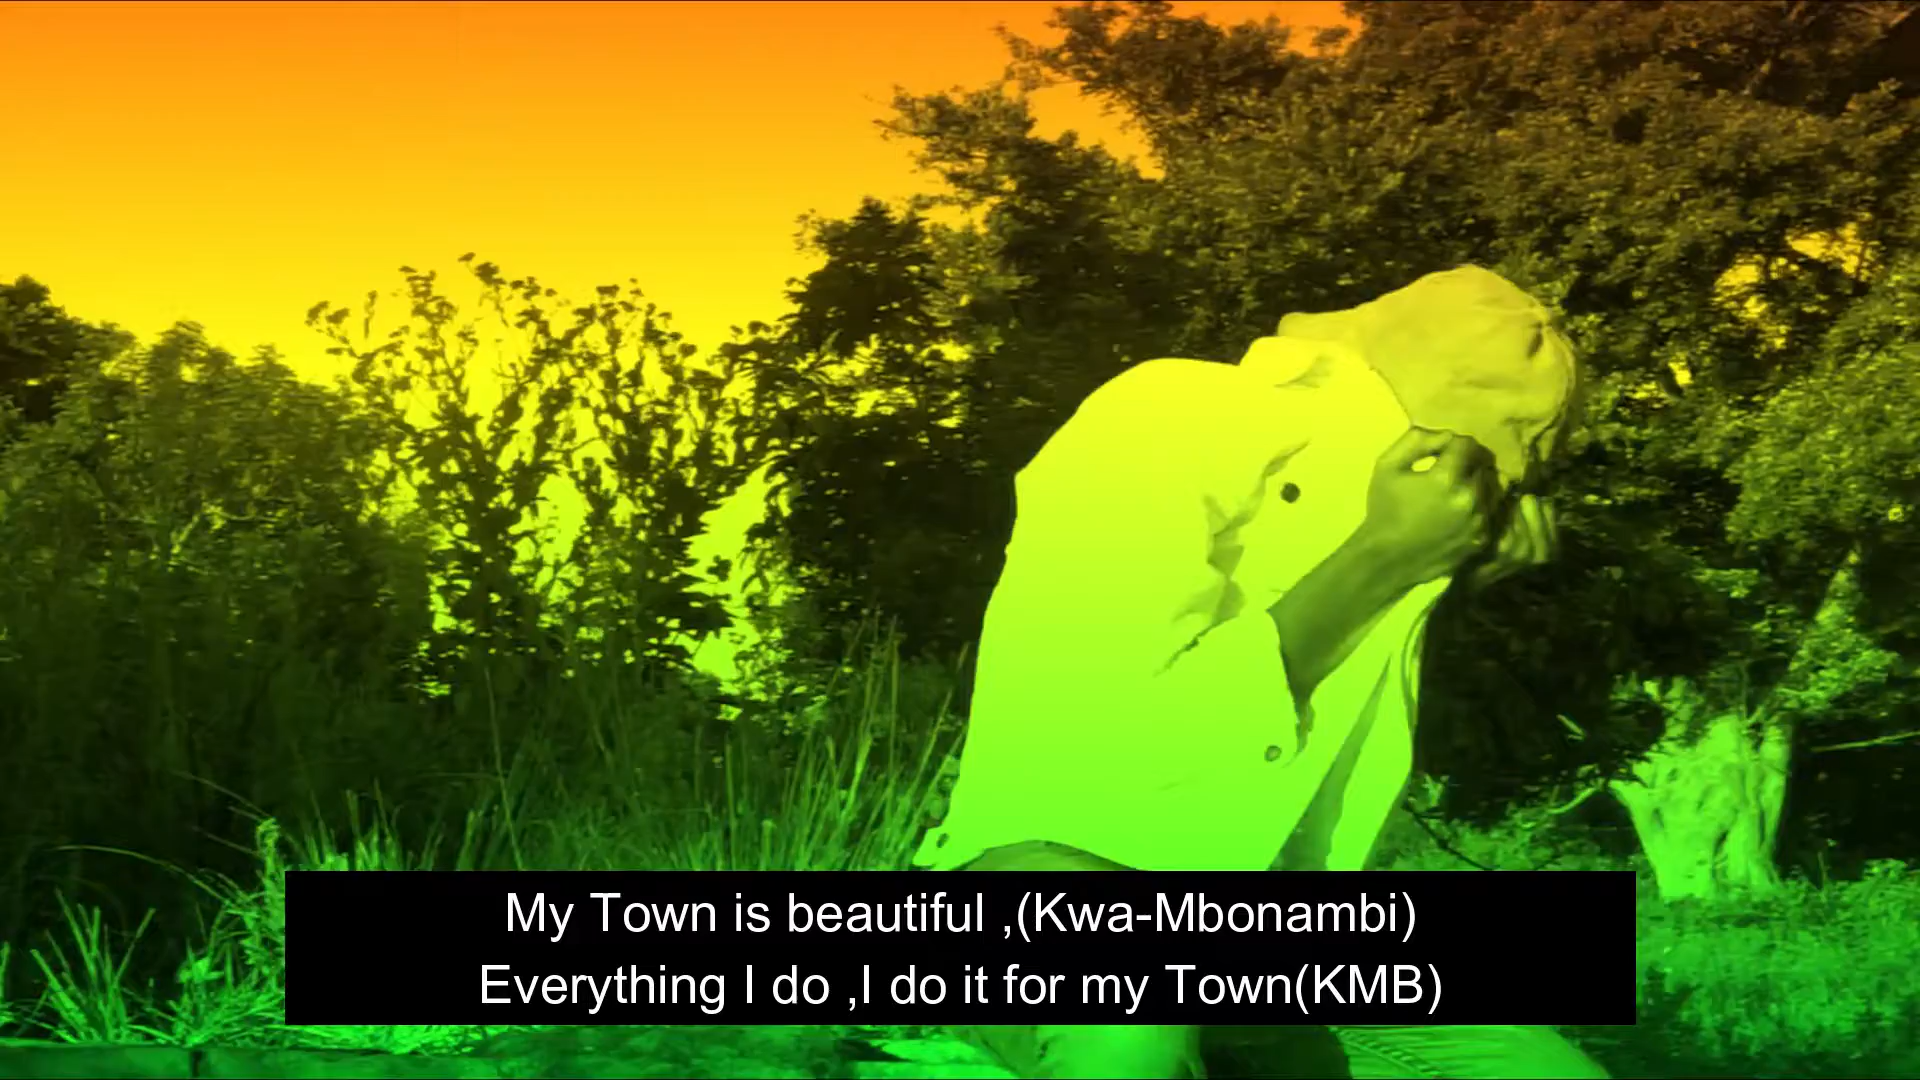 My Town is beautiful ,(Kwa-Mbonambi)
Everything I do ,I do it for my Town(KMB)